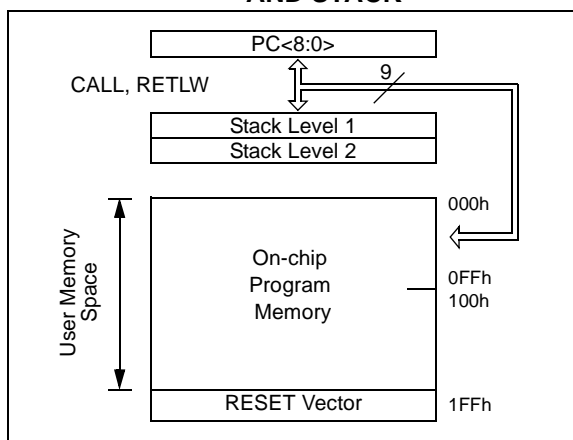 AND STACK
PC<8:0>
9
CALL, RETLW
Stack Level 1
Stack Level 2
000h
User Memory
Space
On-chip
Program
Memory
0FFh
100h
RESET Vector
1FFh